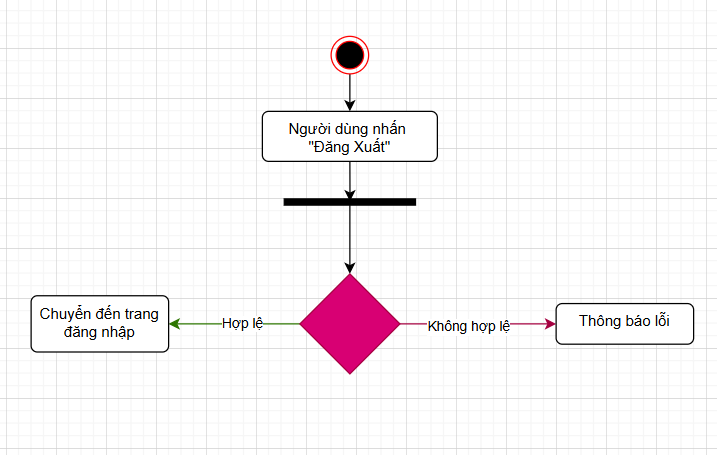 Người dùng nhấn
"Đăng Xuất"
Chuyển đến trang
đăng nhập
Hợp lệ
Không hợp lệ
Thông báo lỗi